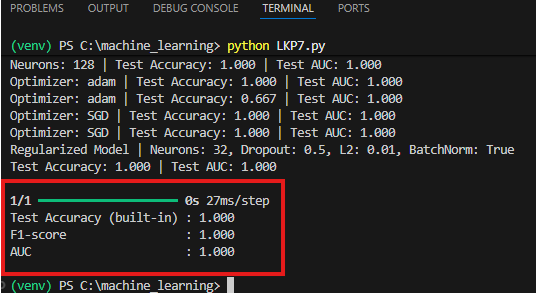 PROBLEMS OUTPUT DEBUG CONSOLE TERMINAL PORTS
(venv) PS C:\machine_learning> python LKP7.py
Neurons: 128 | Test Accuracy: 1.000 | Test AUC: 1.000
Optimizer: adam | Test Accuracy: 1.000 | Test AUC: 1.000
Optimizer: adam | Test Accuracy: 0.667 | Test AUC: 1.000
Optimizer: SGD | Test Accuracy: 1.000 | Test AUC: 1.000
Optimizer: SGD | Test Accuracy: 1.000 | Test AUC: 1.000
Regularized Model | Neurons: 32, Dropout: 0.5, L2: 0.01, BatchNorm: True
Test Accuracy: 1.000 | Test AUC: 1.000
1/1 ━━━━━━━━━━━━━━━━━━━━ 0s 27ms/step
Test Accuracy (built-in) : 1.000
F1-score : 1.000
AUC : 1.000
(venv) PS C:\machine_learning>